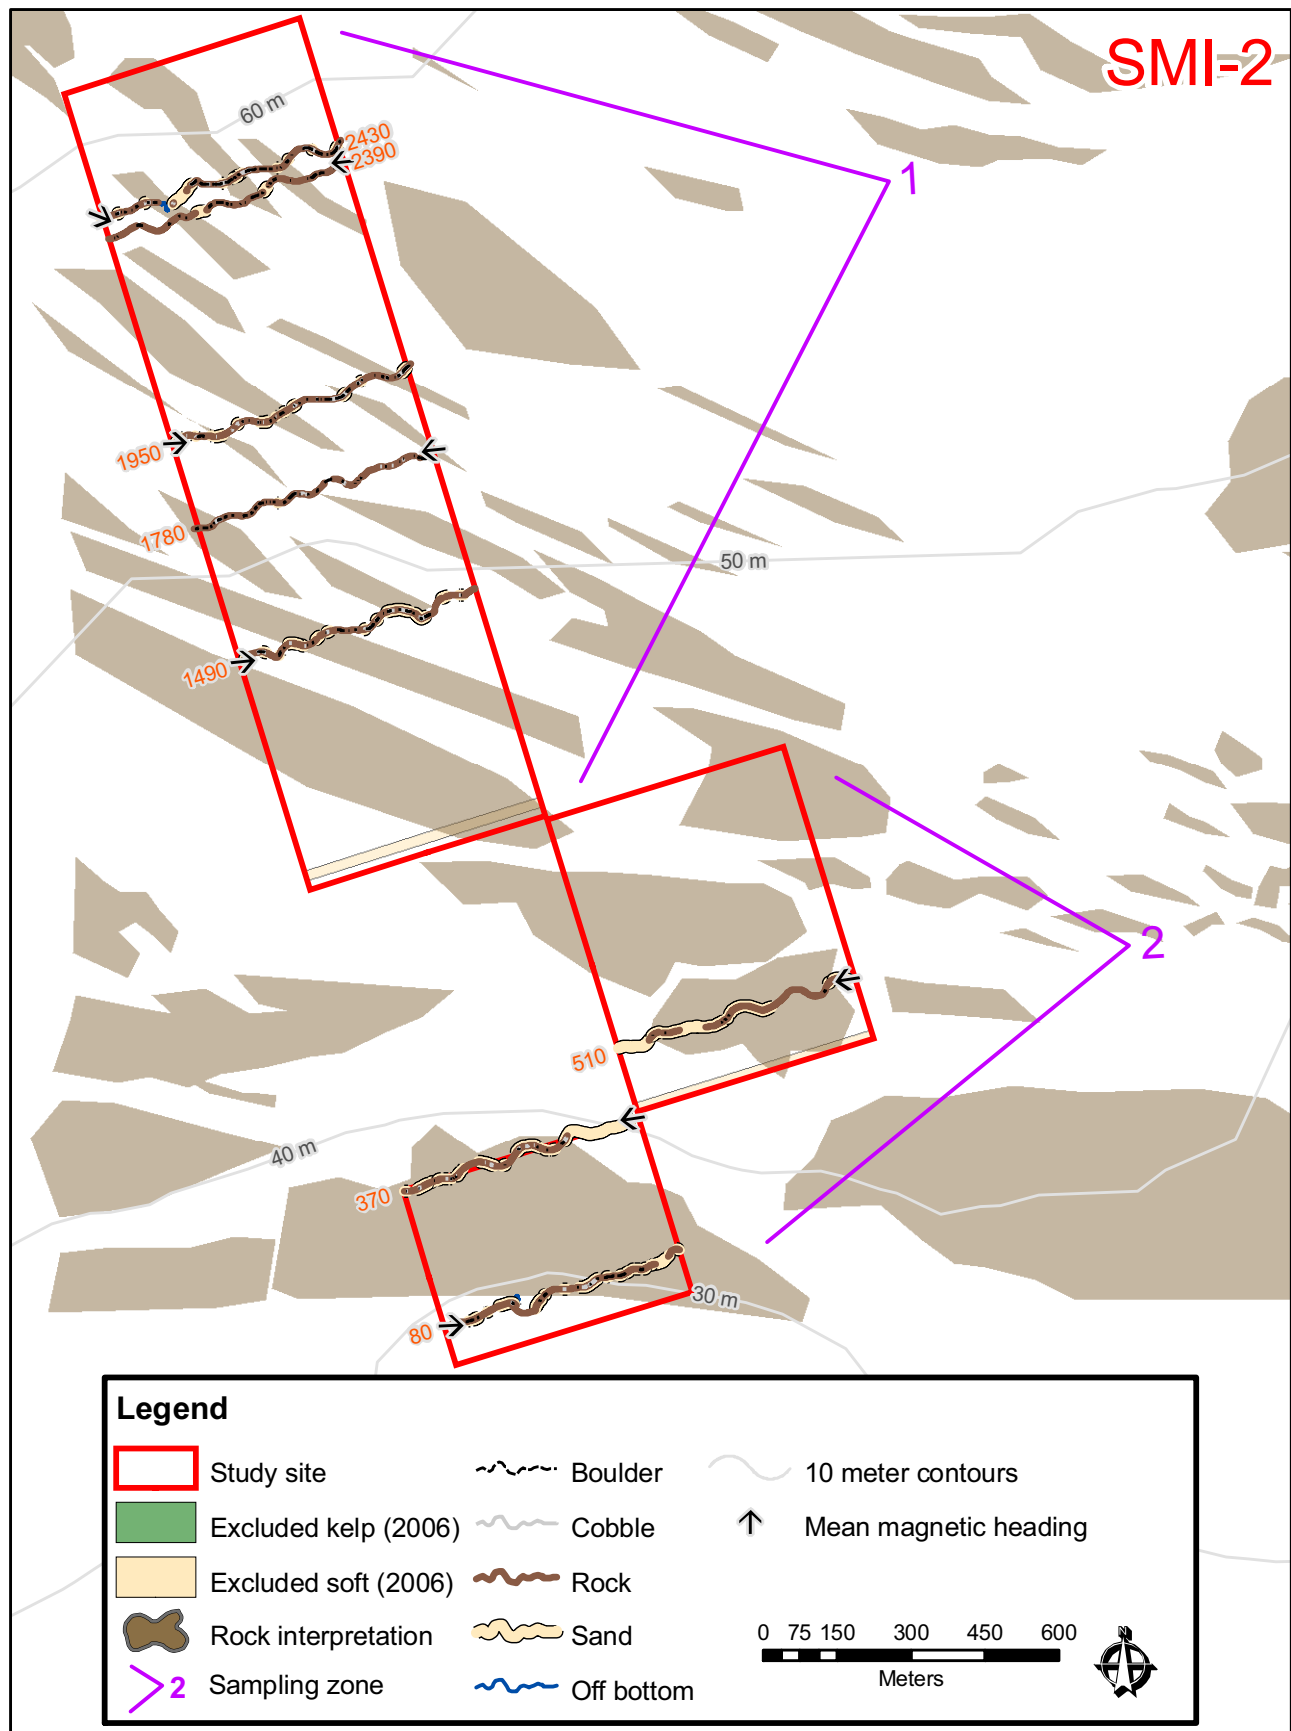 SMI-2
60 m
2430
2390
1
1950
1780
50 m
1490
2
510
40 m
370
30 m
80
Legend
Study site
Excluded kelp (2006)
Excluded soft (2006)
Rock interpretation
2 Sampling zone
Boulder
Cobble
Rock
Sand
Off bottom
10 meter contours
Mean magnetic heading
0 75 150 300 450 600
Meters
N